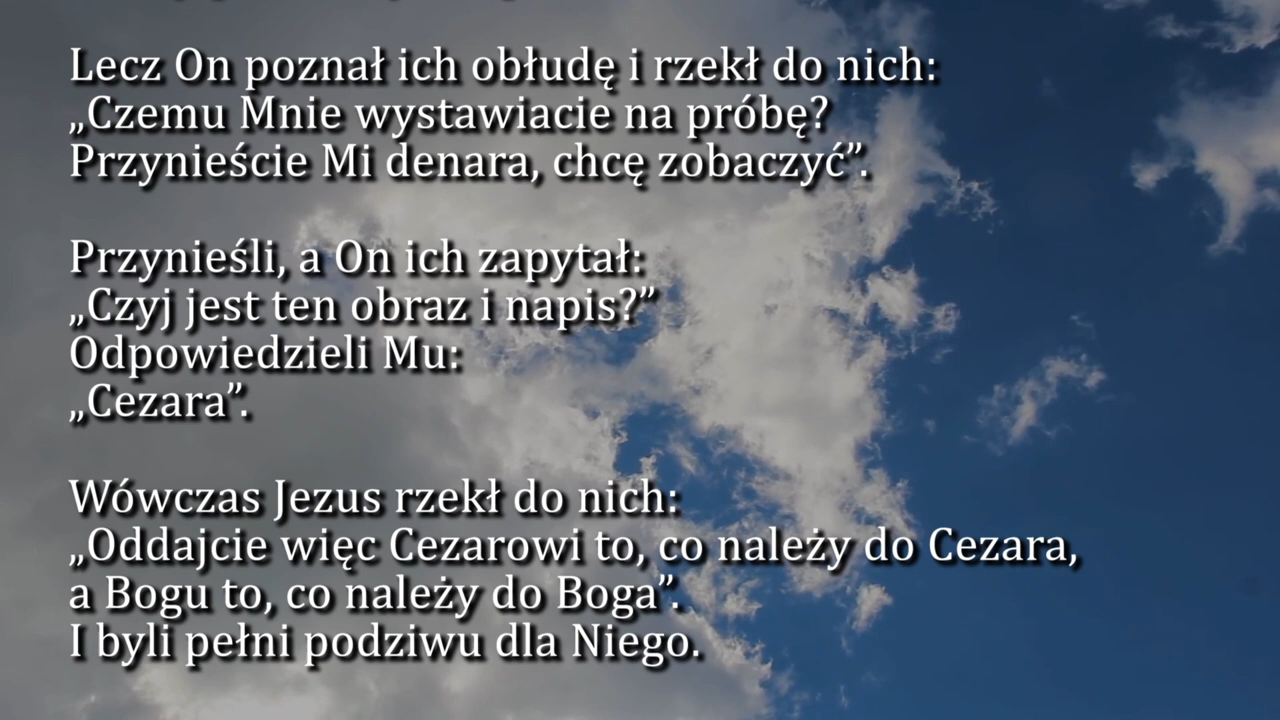 Lecz On poznał ich obłudę i rzekł do nich:
„Czemu Mnie wystawiacie na próbę?
Przynieście Mi denara, chcę zobaczyć”.
Przynieśli, a On ich zapytał:
„Czyj jest ten obraz i napis?”
Odpowiedzieli Mu:
„Cezara”.
Wówczas Jezus rzekł do nich:
„Oddajcie więc Cezarowi to, co należy do Cezara,
a Bogu to, co należy do Boga”.
I byli pełni podziwu dla Niego.